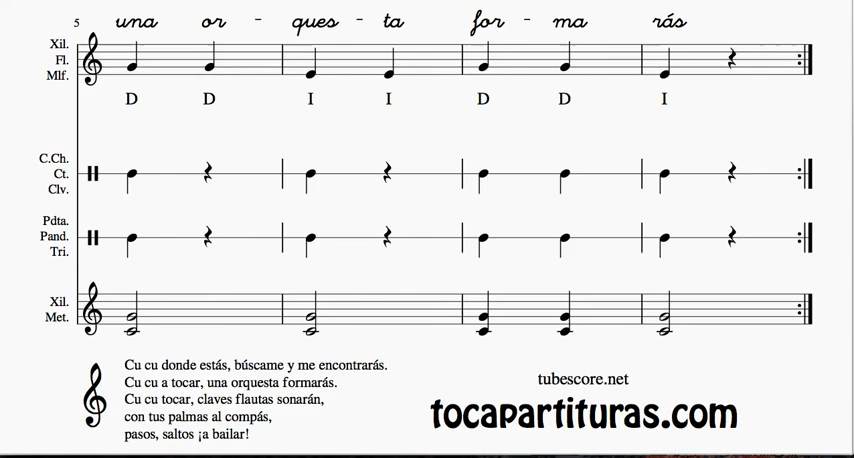 5 una or - ques - ta for - ma rás
Xil.
Fl.
Mlf.
D D I I D D I
C.Ch.
Ct.
Clv.
Pdta.
Pand.
Tri.
Xil.
Met.
Cu cu donde estás, búscame y me encontrarás.
Cu cu a tocar, una orquesta formarás.
Cu cu tocar, claves flautas sonarán,
con tus palmas al compás,
pasos, saltos ¡a bailar!
tubescore.net
tocapartituras.com